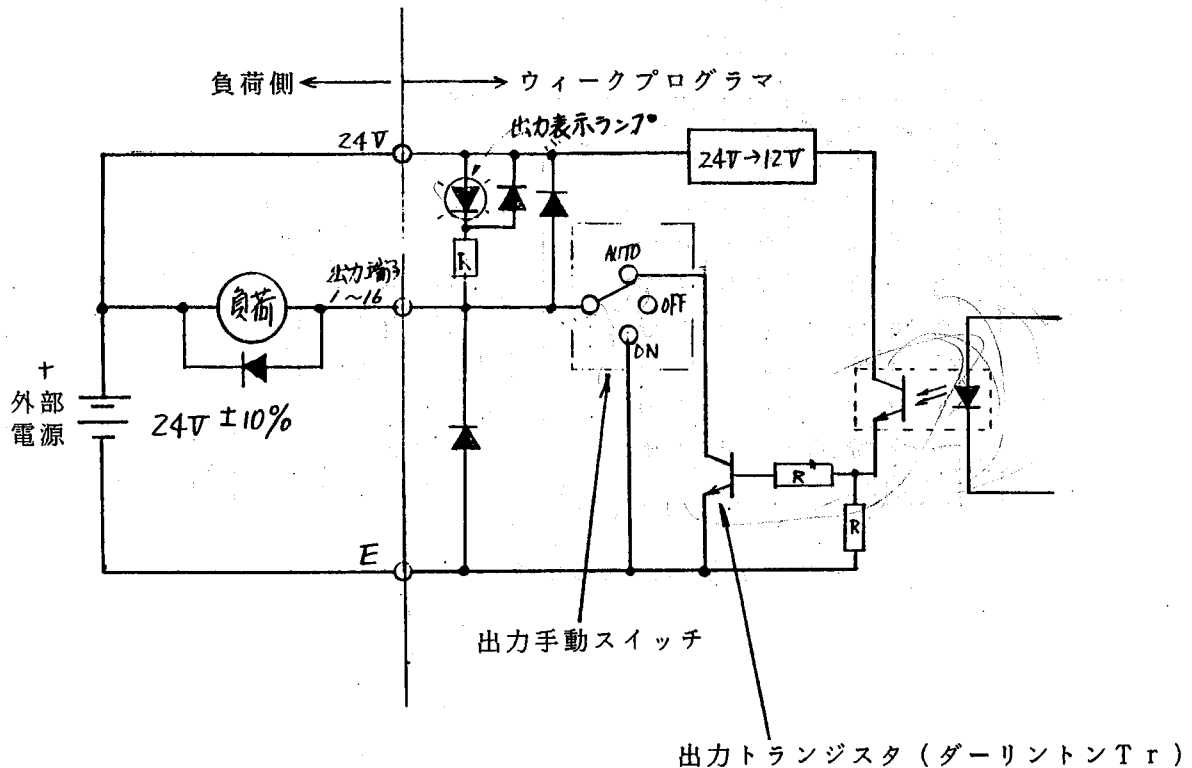 負荷側 ウィークプログラマ
24V
出力表示ランプ
24V→12V
R
出力端子
1~16
負荷
AUTO
OFF
ON
+
外部
電源
24V ±10%
R
R
E
出力手動スイッチ
出力トランジスタ(ダーリントンTr)